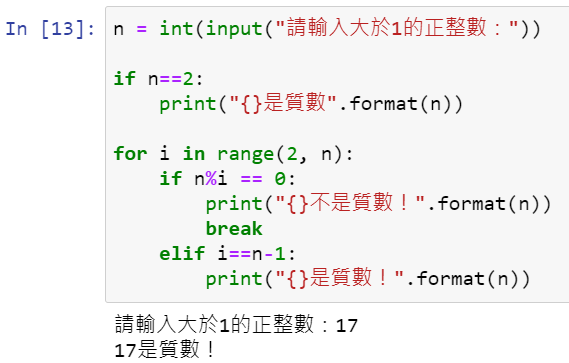 In [13]: n = int(input("請輸入大於1的正整數："))
if n==2:
    print("{}是質數".format(n))
for i in range(2, n):
    if n%i == 0:
        print("{}不是質數！".format(n))
        break
    elif i==n-1:
        print("{}是質數！".format(n))
請輸入大於1的正整數：17
17是質數！